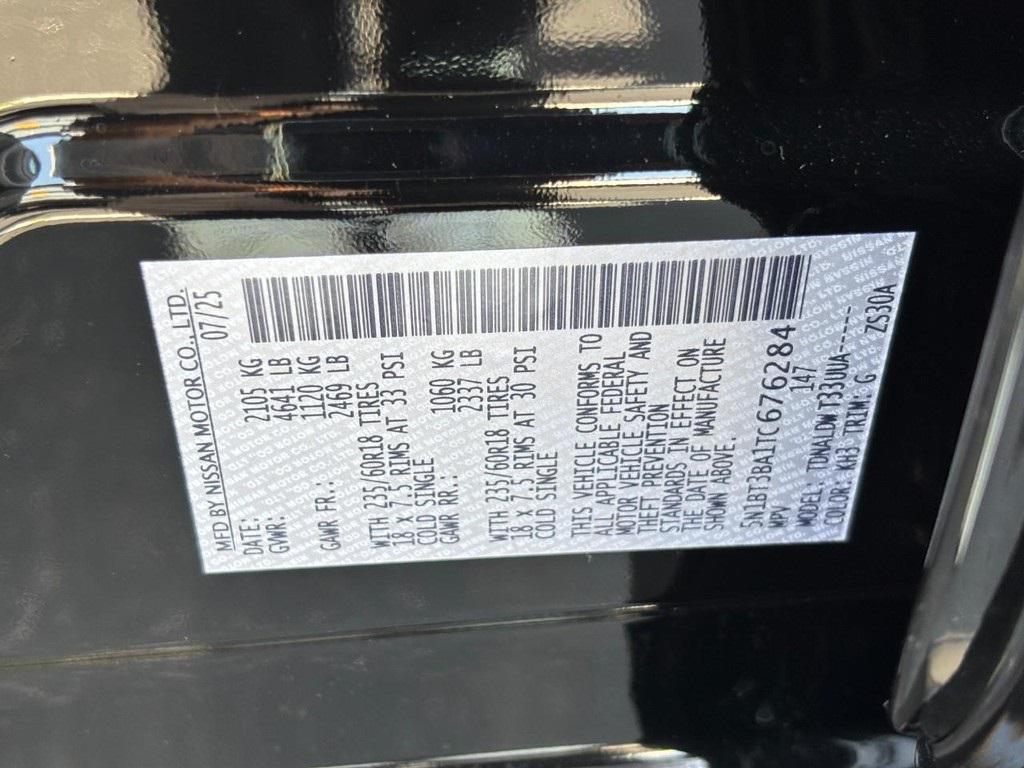 MFD BY NISSAN MOTOR CO.,LTD.
DATE: 07/25
GVWR: 2105 KG
4641 LB
GAWR FR.: 1120 KG
2469 LB
WITH 235/60R18 TIRES
18 X 7.5 RIMS AT 33 PSI
COLD SINGLE
GAWR RR.: 1060 KG
2337 LB
WITH 235/60R18 TIRES
18 X 7.5 RIMS AT 30 PSI
COLD SINGLE
THIS VEHICLE CONFORMS TO
ALL APPLICABLE FEDERAL
MOTOR VEHICLE SAFETY AND
THEFT PREVENTION
STANDARDS IN EFFECT ON
THE DATE OF MANUFACTURE
SHOWN ABOVE.
5N1BT3BA1TC676284
MPV 147
MODEL: TDNALDW T33UUA-----
COLOR: KH3 TRIM: G ZS30A